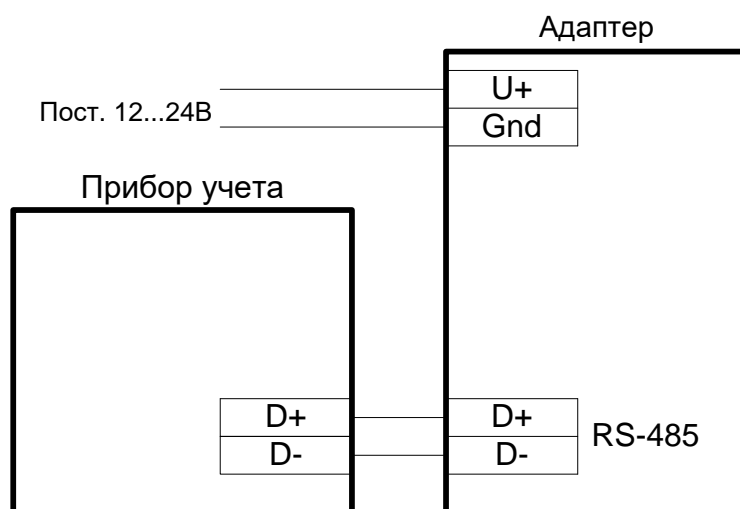 Адаптер
U+
Пост. 12...24В
Gnd
Прибор учета
D+ D+
RS-485
D- D-